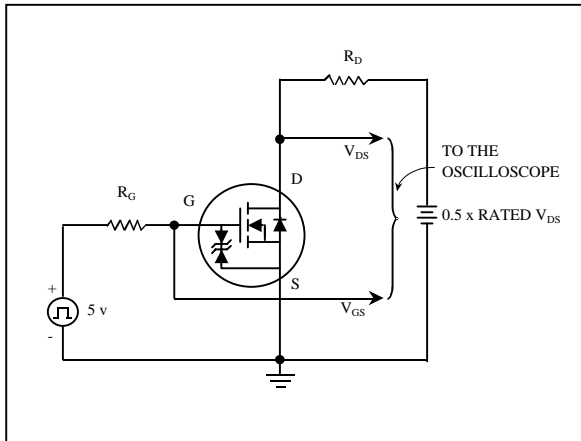 R_D
V_DS
TO THE
OSCILLOSCOPE
D
R_G
G
0.5 x RATED V_DS
S
+
5 v
-
V_GS